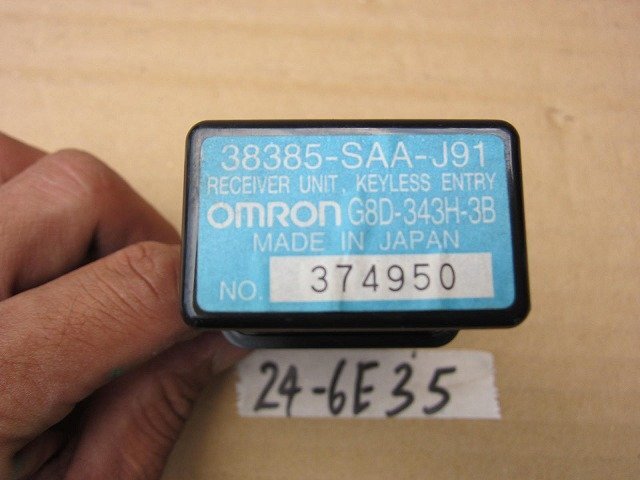 38385-SAA-J91
RECEIVER UNIT, KEYLESS ENTRY
OMRON G8D-343H-3B
MADE IN JAPAN
NO. 374950
24-6E35